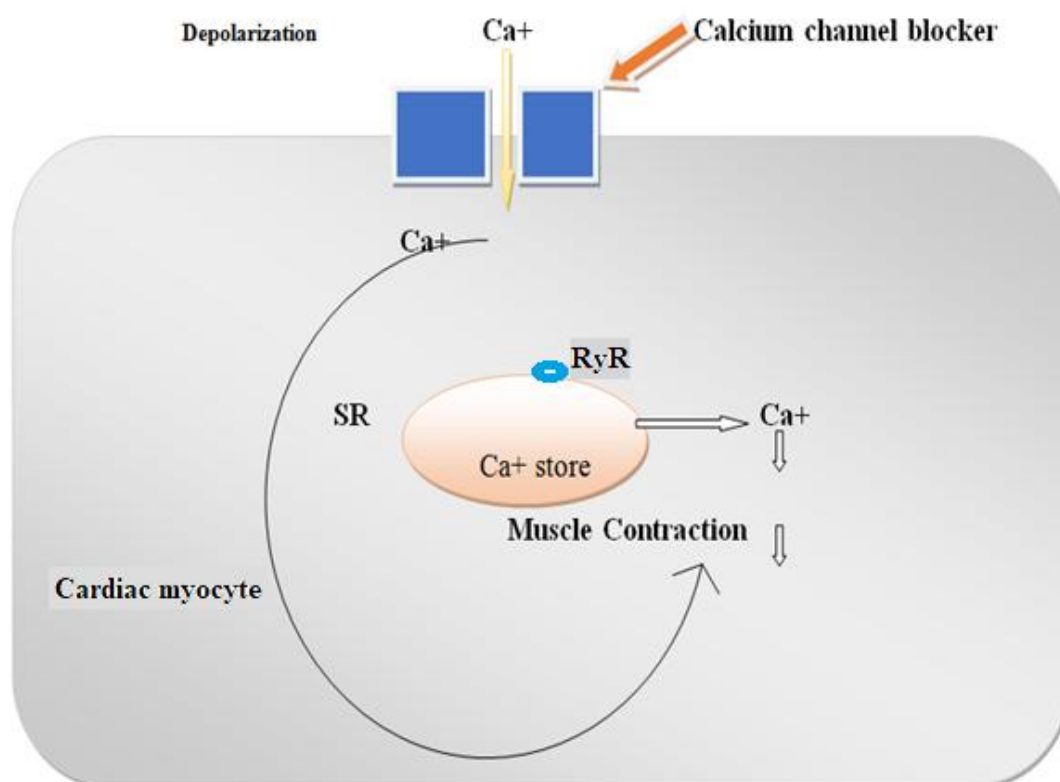 Depolarization
Ca+
Calcium channel blocker
Ca+
RyR
SR
Ca+
Ca+ store
Muscle Contraction
Cardiac myocyte